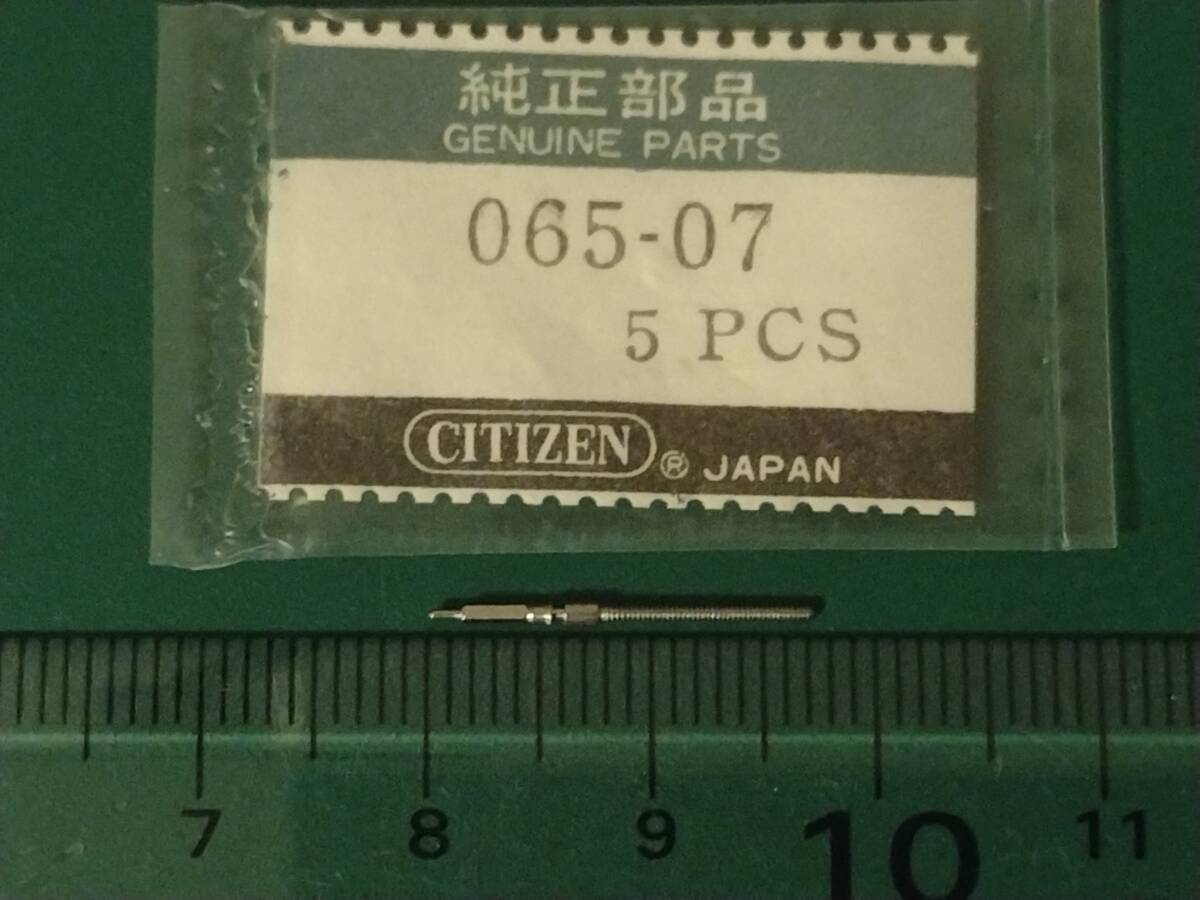 純正部品
GENUINE PARTS
065-07
5 PCS
CITIZEN ® JAPAN
7 8 9 10 11